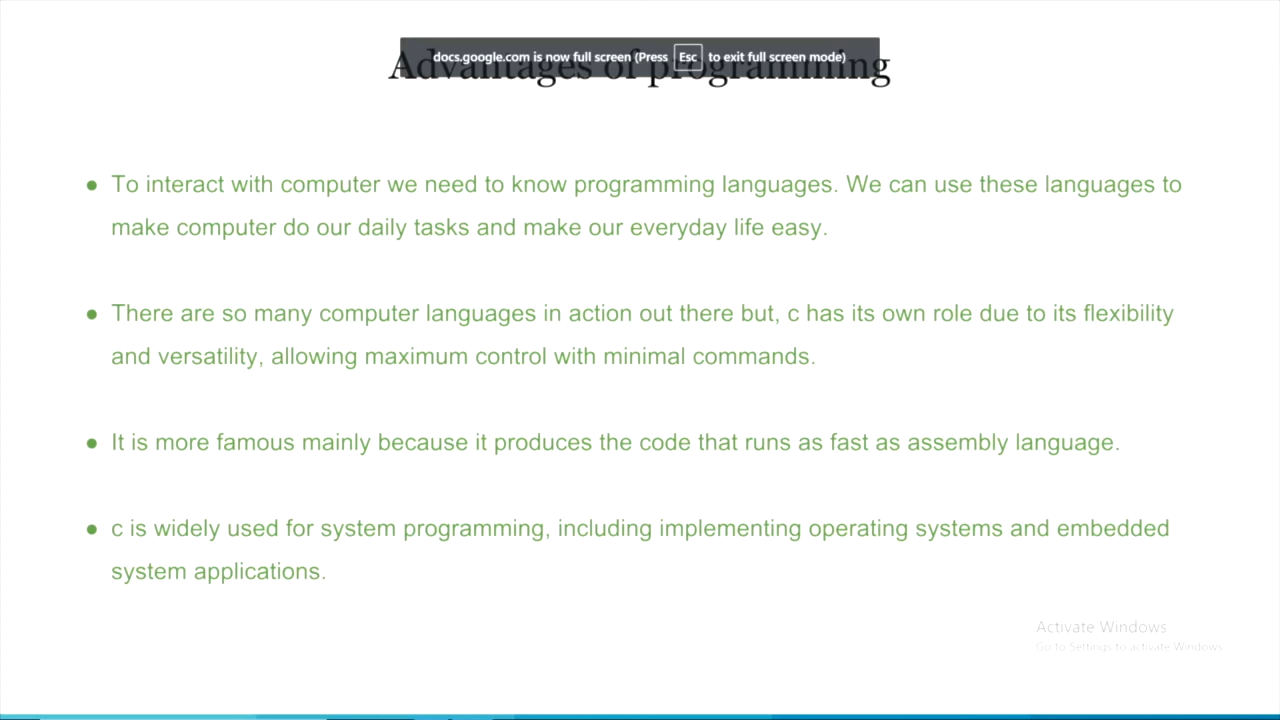 docs.google.com is now full screen (Press Esc to exit full screen mode)
Advantages of programming
● To interact with computer we need to know programming languages. We can use these languages to
make computer do our daily tasks and make our everyday life easy.
● There are so many computer languages in action out there but, c has its own role due to its flexibility
and versatility, allowing maximum control with minimal commands.
● It is more famous mainly because it produces the code that runs as fast as assembly language.
● c is widely used for system programming, including implementing operating systems and embedded
system applications.
Activate Windows
Go to Settings to activate Windows.